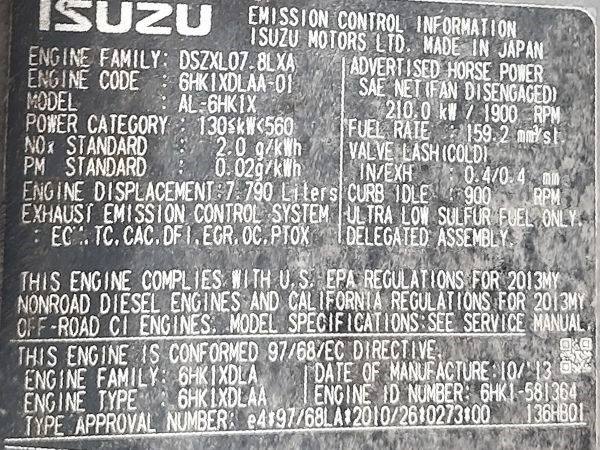 ISUZU
EMISSION CONTROL INFORMATION
ISUZU MOTORS LTD. MADE IN JAPAN
ENGINE FAMILY: DSZXL07.8LXA
ENGINE CODE : 6HK1XDLAA-01
MODEL : AL-6HK1X
POWER CATEGORY : 130≤kW≤560
NOx STANDARD : 2.0 g/kWh
PM STANDARD : 0.02g/kWh
ENGINE DISPLACEMENT: 7.790 Liters
EXHAUST EMISSION CONTROL SYSTEM
: TC, CAC, DFI, EGR, OC, PTOX
ADVERTISED HORSE POWER
SAE NET(FAN DISENGAGED)
210.0 kW / 1900 RPM
FUEL RATE : 159.2 mm³/st.
VALVE LASH(COLD)
IN/EXH : 0.4/0.4 mm
CURB IDLE : 900 RPM
ULTRA LOW SULFUR FUEL ONLY.
DELEGATED ASSEMBLY.
THIS ENGINE COMPLIES WITH U.S. EPA REGULATIONS FOR 2013MY
NONROAD DIESEL ENGINES AND CALIFORNIA REGULATIONS FOR 2013MY
OFF-ROAD CI ENGINES. MODEL SPECIFICATIONS:SEE SERVICE MANUAL.
THIS ENGINE IS CONFORMED 97/68/EC DIRECTIVE.
ENGINE FAMILY : 6HK1XDLA
ENGINE TYPE : 6HK1XDLAA
DATE OF MANUFACTURE:10/'13
ENGINE ID NUMBER: 6HK1-581364
TYPE APPROVAL NUMBER: e4*97/68LA*2010/26*0273*00 136HB01